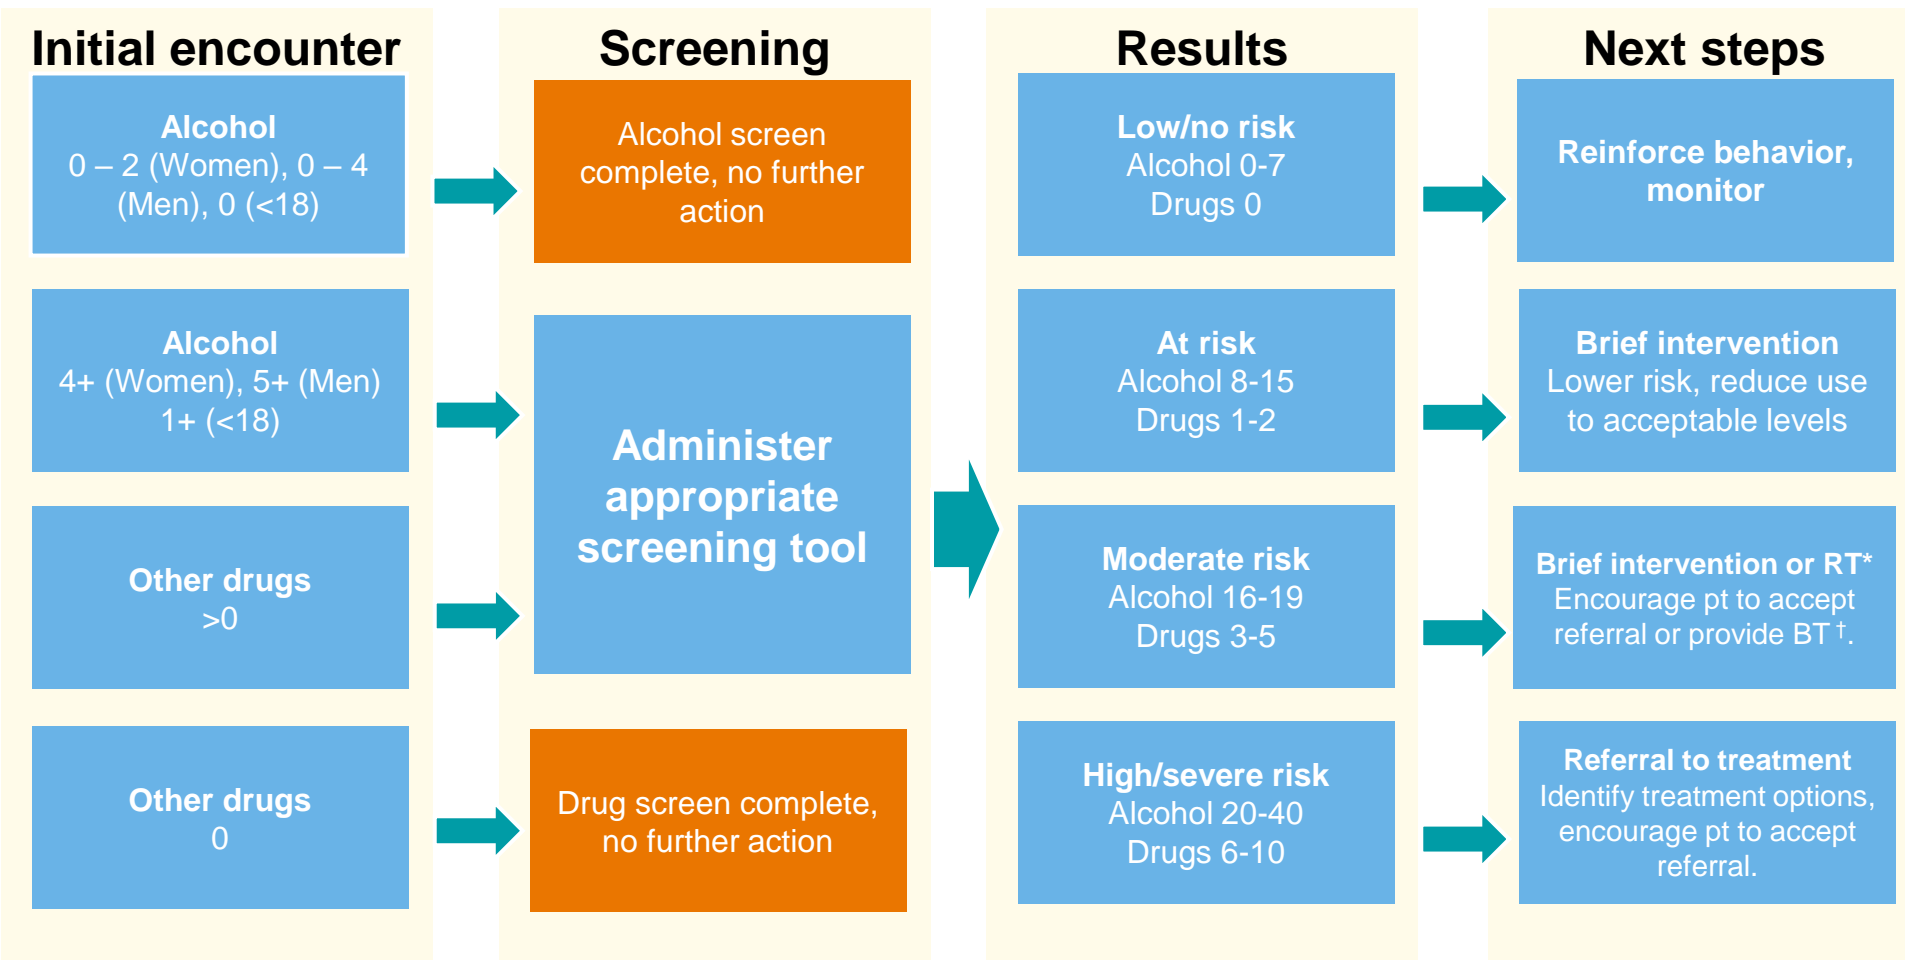 Initial encounter
Alcohol
0 – 2 (Women), 0 – 4
(Men), 0 (<18)
Alcohol
4+ (Women), 5+ (Men)
1+ (<18)
Other drugs
>0
Other drugs
0
Screening
Alcohol screen
complete, no further
action
Administer
appropriate
screening tool
Drug screen complete,
no further action
Results
Low/no risk
Alcohol 0-7
Drugs 0
At risk
Alcohol 8-15
Drugs 1-2
Moderate risk
Alcohol 16-19
Drugs 3-5
High/severe risk
Alcohol 20-40
Drugs 6-10
Next steps
Reinforce behavior,
monitor
Brief intervention
Lower risk, reduce use
to acceptable levels
Brief intervention or RT*
Encourage pt to accept
referral or provide BT †.
Referral to treatment
Identify treatment options,
encourage pt to accept
referral.